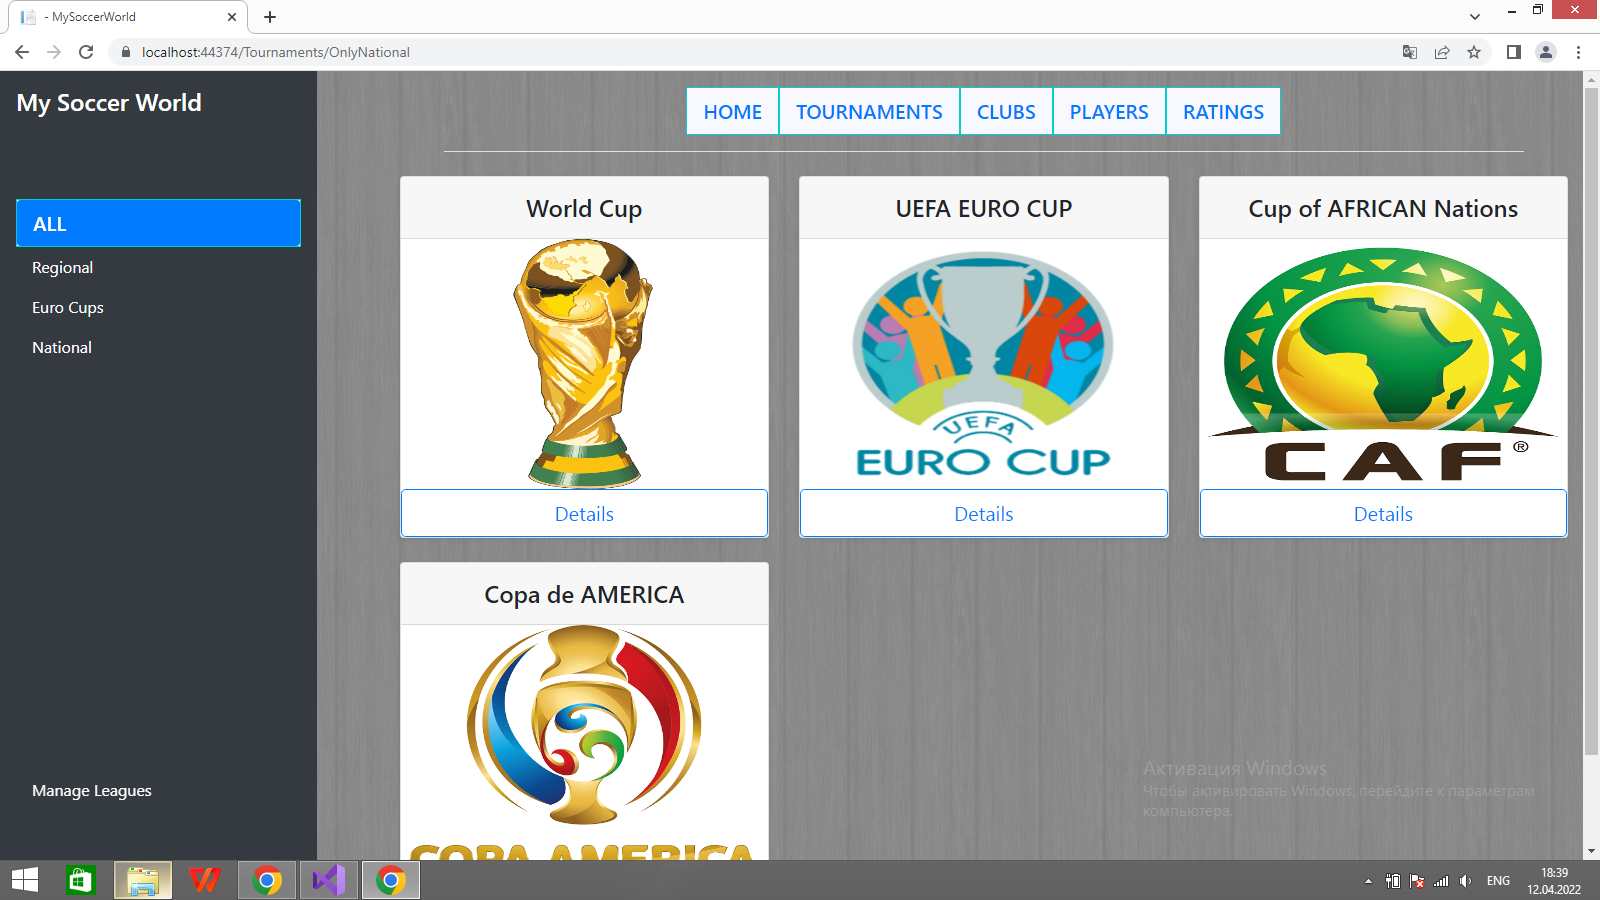 - MySoccerWorld
localhost:44374/Tournaments/OnlyNational
My Soccer World
HOME
TOURNAMENTS
CLUBS
PLAYERS
RATINGS
ALL
Regional
Euro Cups
National
Manage Leagues
World Cup
Details
UEFA EURO CUP
UEFA
EURO CUP
Details
Cup of AFRICAN Nations
CAF®
Details
Copa de AMERICA
COPA AMERICA
Активация Windows
Чтобы активировать Windows, перейдите к параметрам
компьютера.
ENG
18:39
12.04.2022